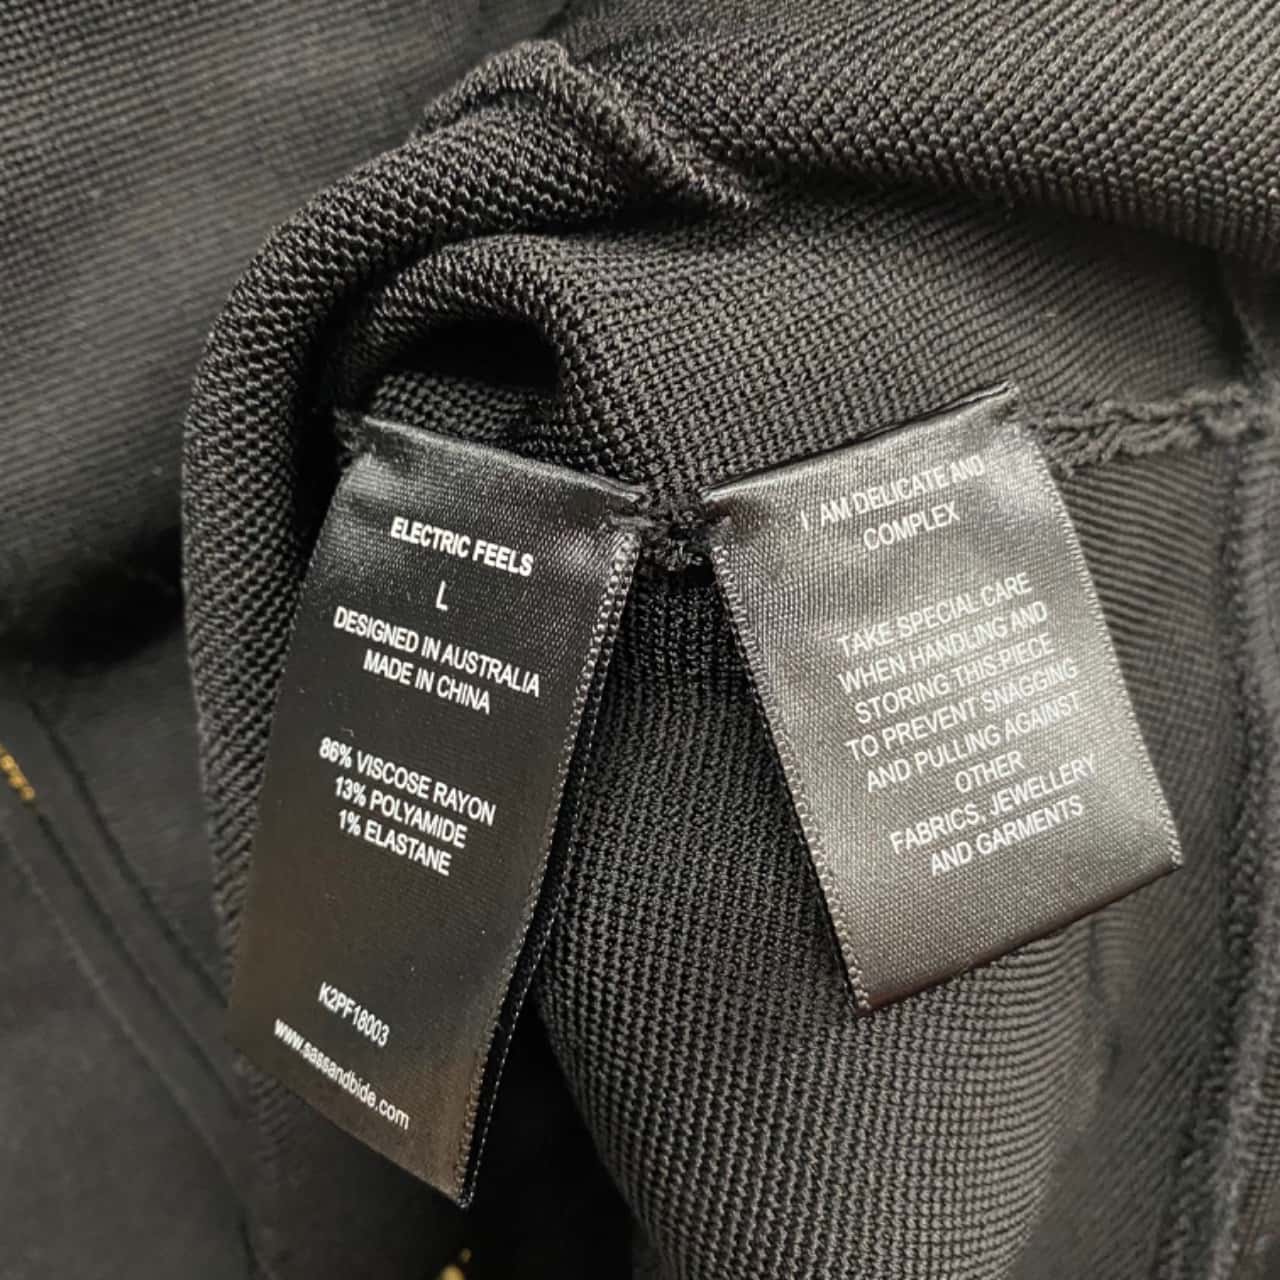 ELECTRIC FEELS
L
DESIGNED IN AUSTRALIA
MADE IN CHINA
86% VISCOSE RAYON
13% POLYAMIDE
1% ELASTANE
K2PF18003
www.sassandbide.com
I AM DELICATE AND
COMPLEX
TAKE SPECIAL CARE
WHEN HANDLING AND
STORING THIS PIECE
TO PREVENT SNAGGING
AND PULLING AGAINST
OTHER
FABRICS, JEWELLERY
AND GARMENTS